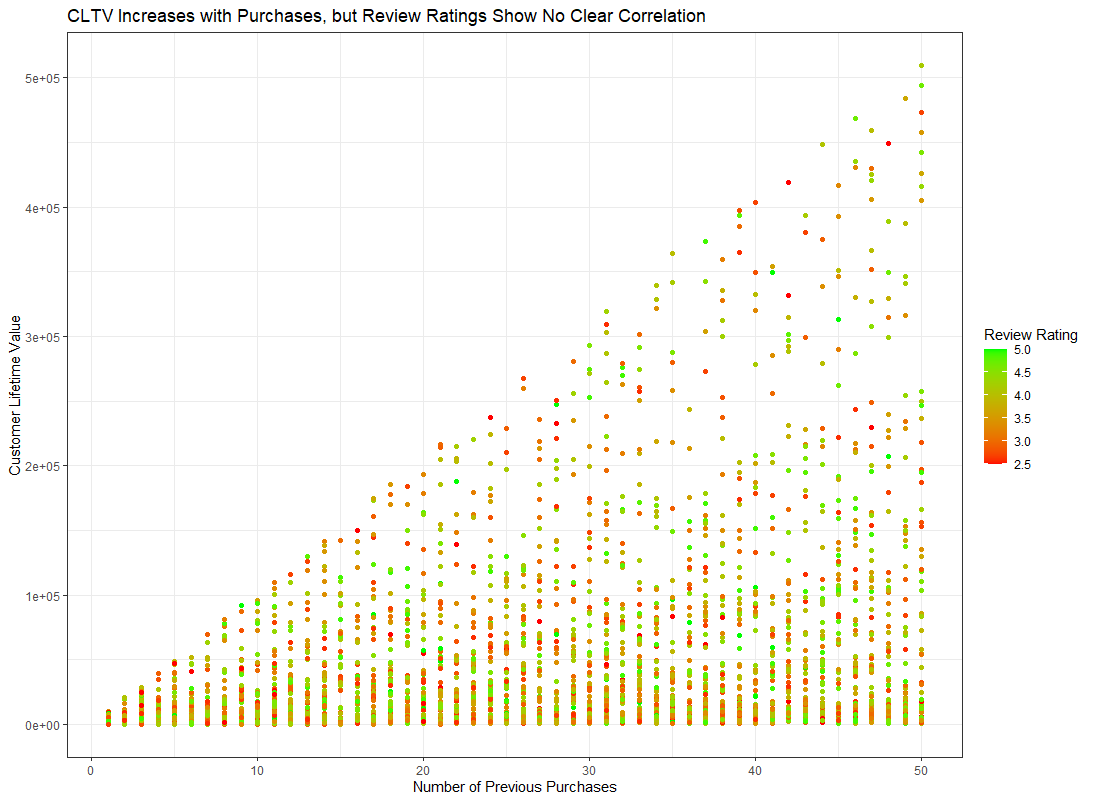 CLTV Increases with Purchases, but Review Ratings Show No Clear Correlation
5e+05
4e+05
3e+05
2e+05
1e+05
0e+00
Customer Lifetime Value
0 10 20 30 40 50
Number of Previous Purchases
Review Rating
5.0
4.5
4.0
3.5
3.0
2.5